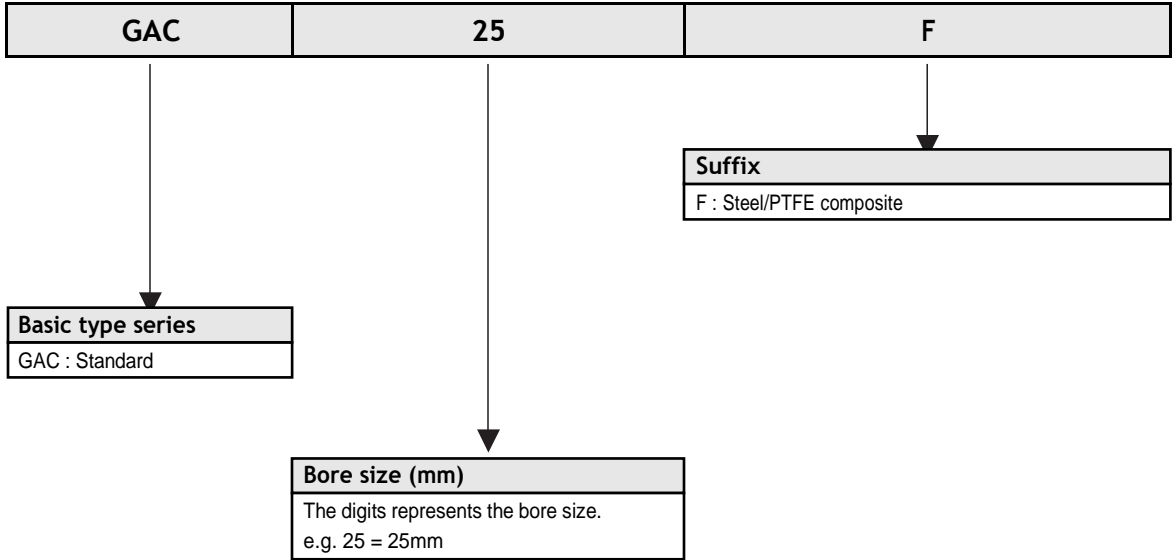 GAC 25 F
Suffix
F : Steel/PTFE composite
Basic type series
GAC : Standard
Bore size (mm)
The digits represents the bore size.
e.g. 25 = 25mm